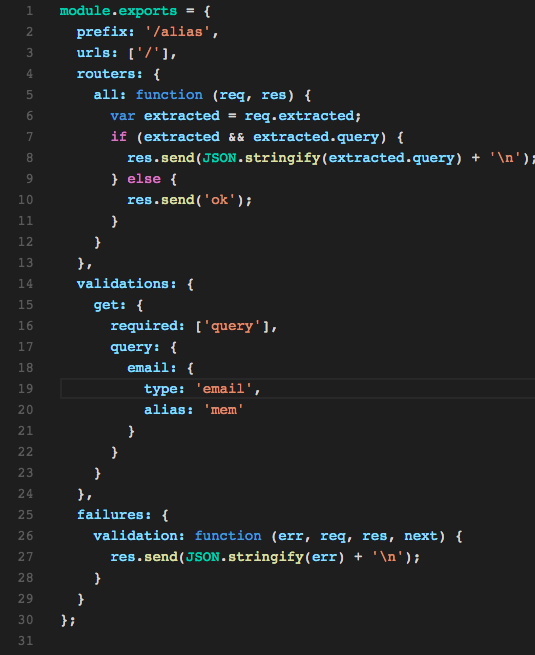 1 module.exports = {
2   prefix: '/alias',
3   urls: ['/'],
4   routers: {
5     all: function (req, res) {
6       var extracted = req.extracted;
7       if (extracted && extracted.query) {
8         res.send(JSON.stringify(extracted.query) + '\n');
9       } else {
10         res.send('ok');
11       }
12     }
13   },
14   validations: {
15     get: {
16       required: ['query'],
17       query: {
18         email: {
19           type: 'email',
20           alias: 'mem'
21         }
22       }
23     }
24   },
25   failures: {
26     validation: function (err, req, res, next) {
27       res.send(JSON.stringify(err) + '\n');
28     }
29   }
30 };
31